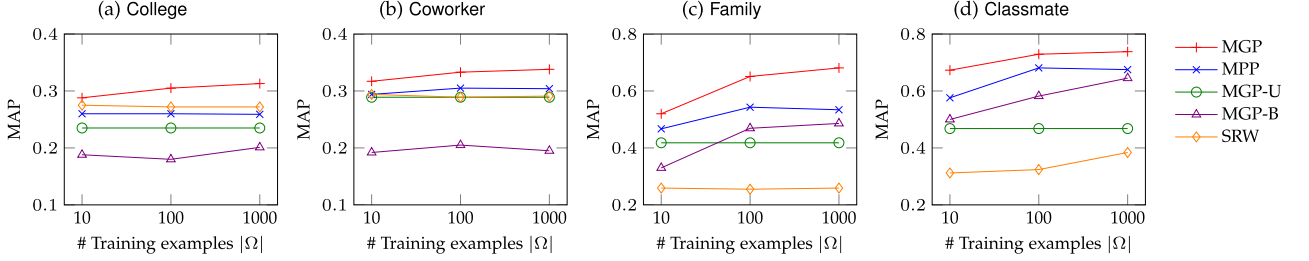 (a) College
0.4
0.3
0.2
0.1
MAP
10 100 1000
# Training examples |Ω|
(b) Coworker
0.4
0.3
0.2
0.1
MAP
10 100 1000
# Training examples |Ω|
(c) Family
0.8
0.6
0.4
0.2
MAP
10 100 1000
# Training examples |Ω|
(d) Classmate
0.8
0.6
0.4
0.2
MAP
10 100 1000
# Training examples |Ω|
MGP
MPP
MGP-U
MGP-B
SRW